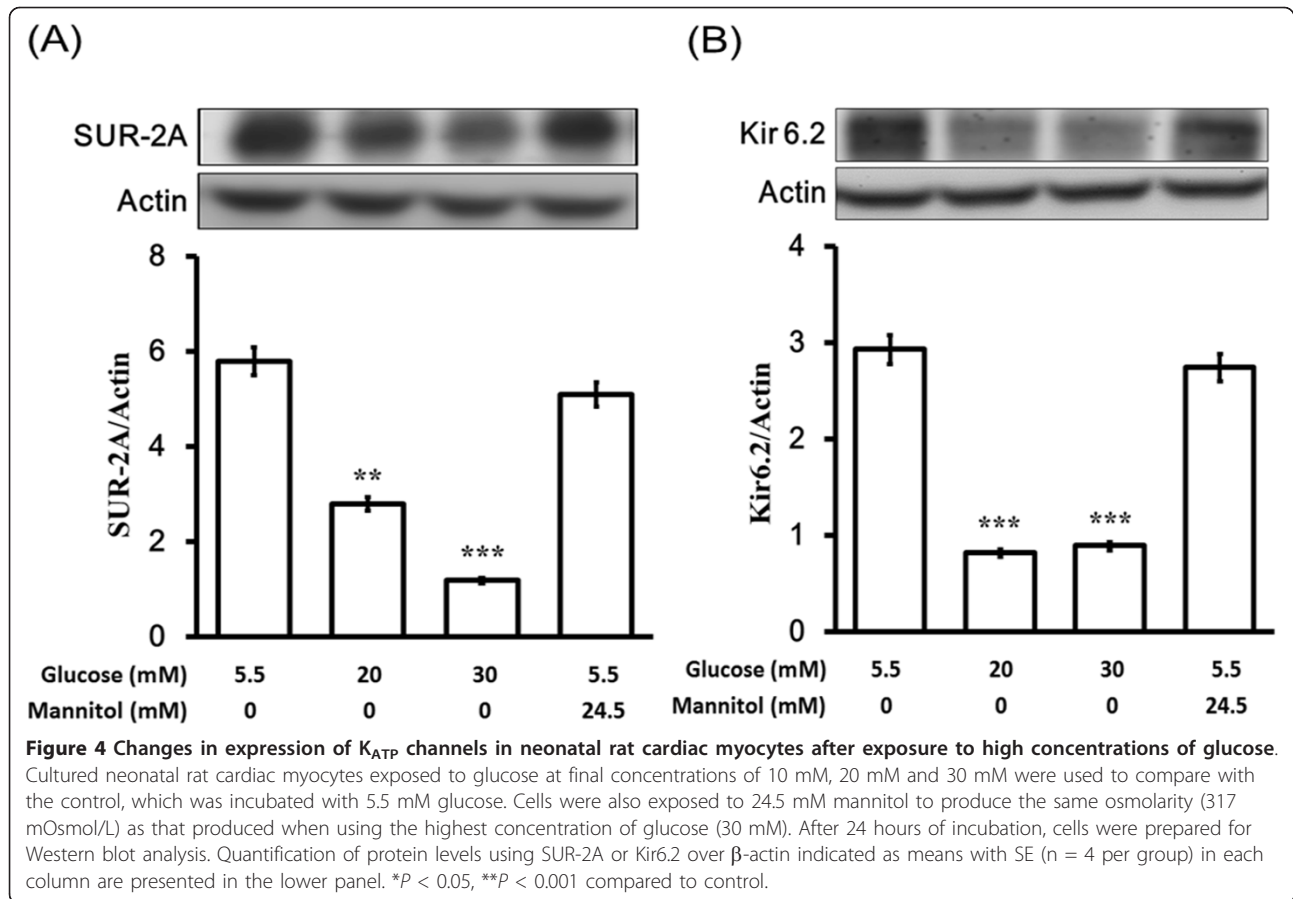 (A)
SUR-2A
Actin
8
6
4
2
0
SUR-2A/Actin
**
***
Glucose (mM) 5.5 20 30 5.5
Mannitol (mM) 0 0 0 24.5
(B)
Kir 6.2
Actin
4
3
2
1
0
Kir6.2/Actin
***
***
Glucose (mM) 5.5 20 30 5.5
Mannitol (mM) 0 0 0 24.5
Figure 4 Changes in expression of KATP channels in neonatal rat cardiac myocytes after exposure to high concentrations of glucose.
Cultured neonatal rat cardiac myocytes exposed to glucose at final concentrations of 10 mM, 20 mM and 30 mM were used to compare with
the control, which was incubated with 5.5 mM glucose. Cells were also exposed to 24.5 mM mannitol to produce the same osmolarity (317
mOsmol/L) as that produced when using the highest concentration of glucose (30 mM). After 24 hours of incubation, cells were prepared for
Western blot analysis. Quantification of protein levels using SUR-2A or Kir6.2 over β-actin indicated as means with SE (n = 4 per group) in each
column are presented in the lower panel. *P < 0.05, **P < 0.001 compared to control.